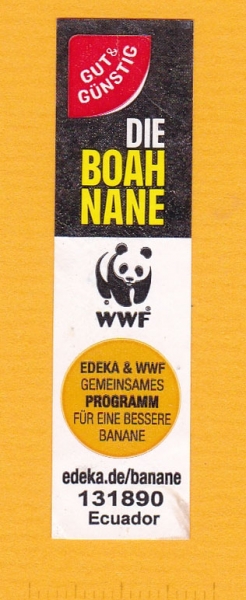 GUT&
GÜNSTIG
DIE
BOAH
NANE
WWF
EDEKA & WWF
GEMEINSAMES
PROGRAMM
FÜR EINE BESSERE
BANANE
edeka.de/banane
131890
Ecuador